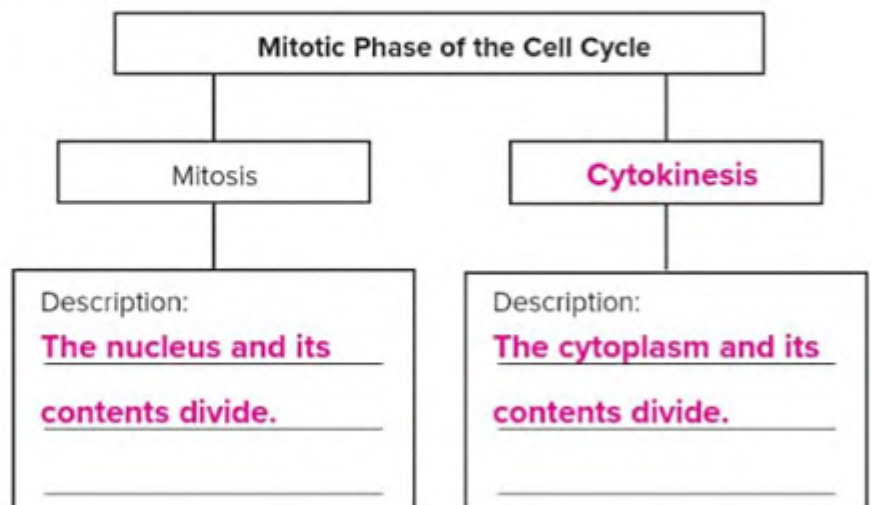 Mitotic Phase of the Cell Cycle
Mitosis
Cytokinesis
Description:
The nucleus and its
contents divide.
Description:
The cytoplasm and its
contents divide.